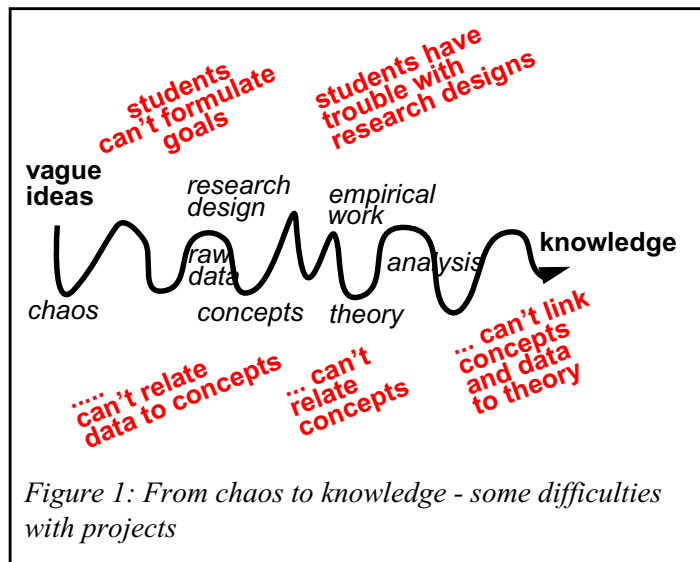 students
can't formulate
goals
students have
trouble with
research designs
vague
ideas
research
design
empirical
work
knowledge
raw
data
analysis
chaos
concepts
theory
.....
can't relate
data to concepts
... can't
relate
concepts
... can't link
concepts
and data
to theory
Figure 1: From chaos to knowledge - some difficulties
with projects